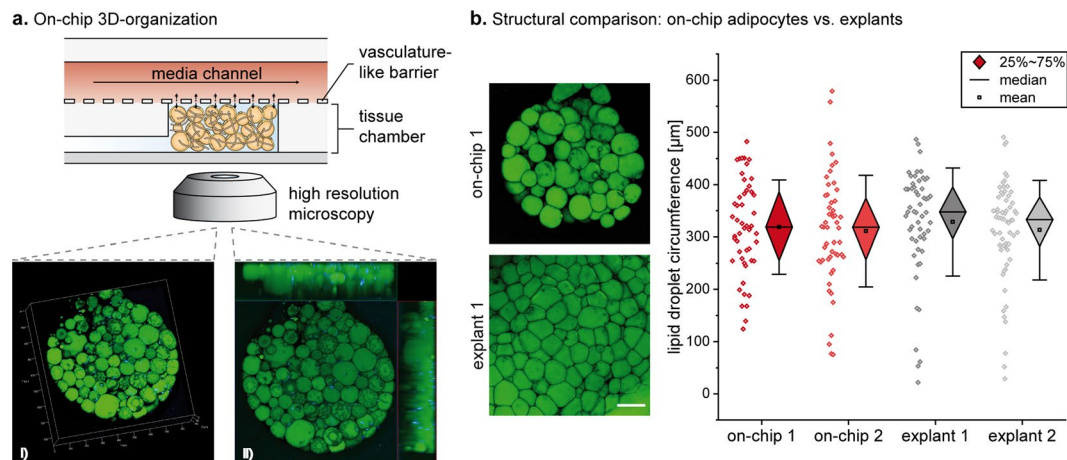 a. On-chip 3D-organization
media channel
vasculature-
like barrier
tissue
chamber
high resolution
microscopy
I)
II)
b. Structural comparison: on-chip adipocytes vs. explants
on-chip 1
explant 1
lipid droplet circumference [µm]
600
500
400
300
200
100
0
25%~75%
median
mean
on-chip 1
on-chip 2
explant 1
explant 2